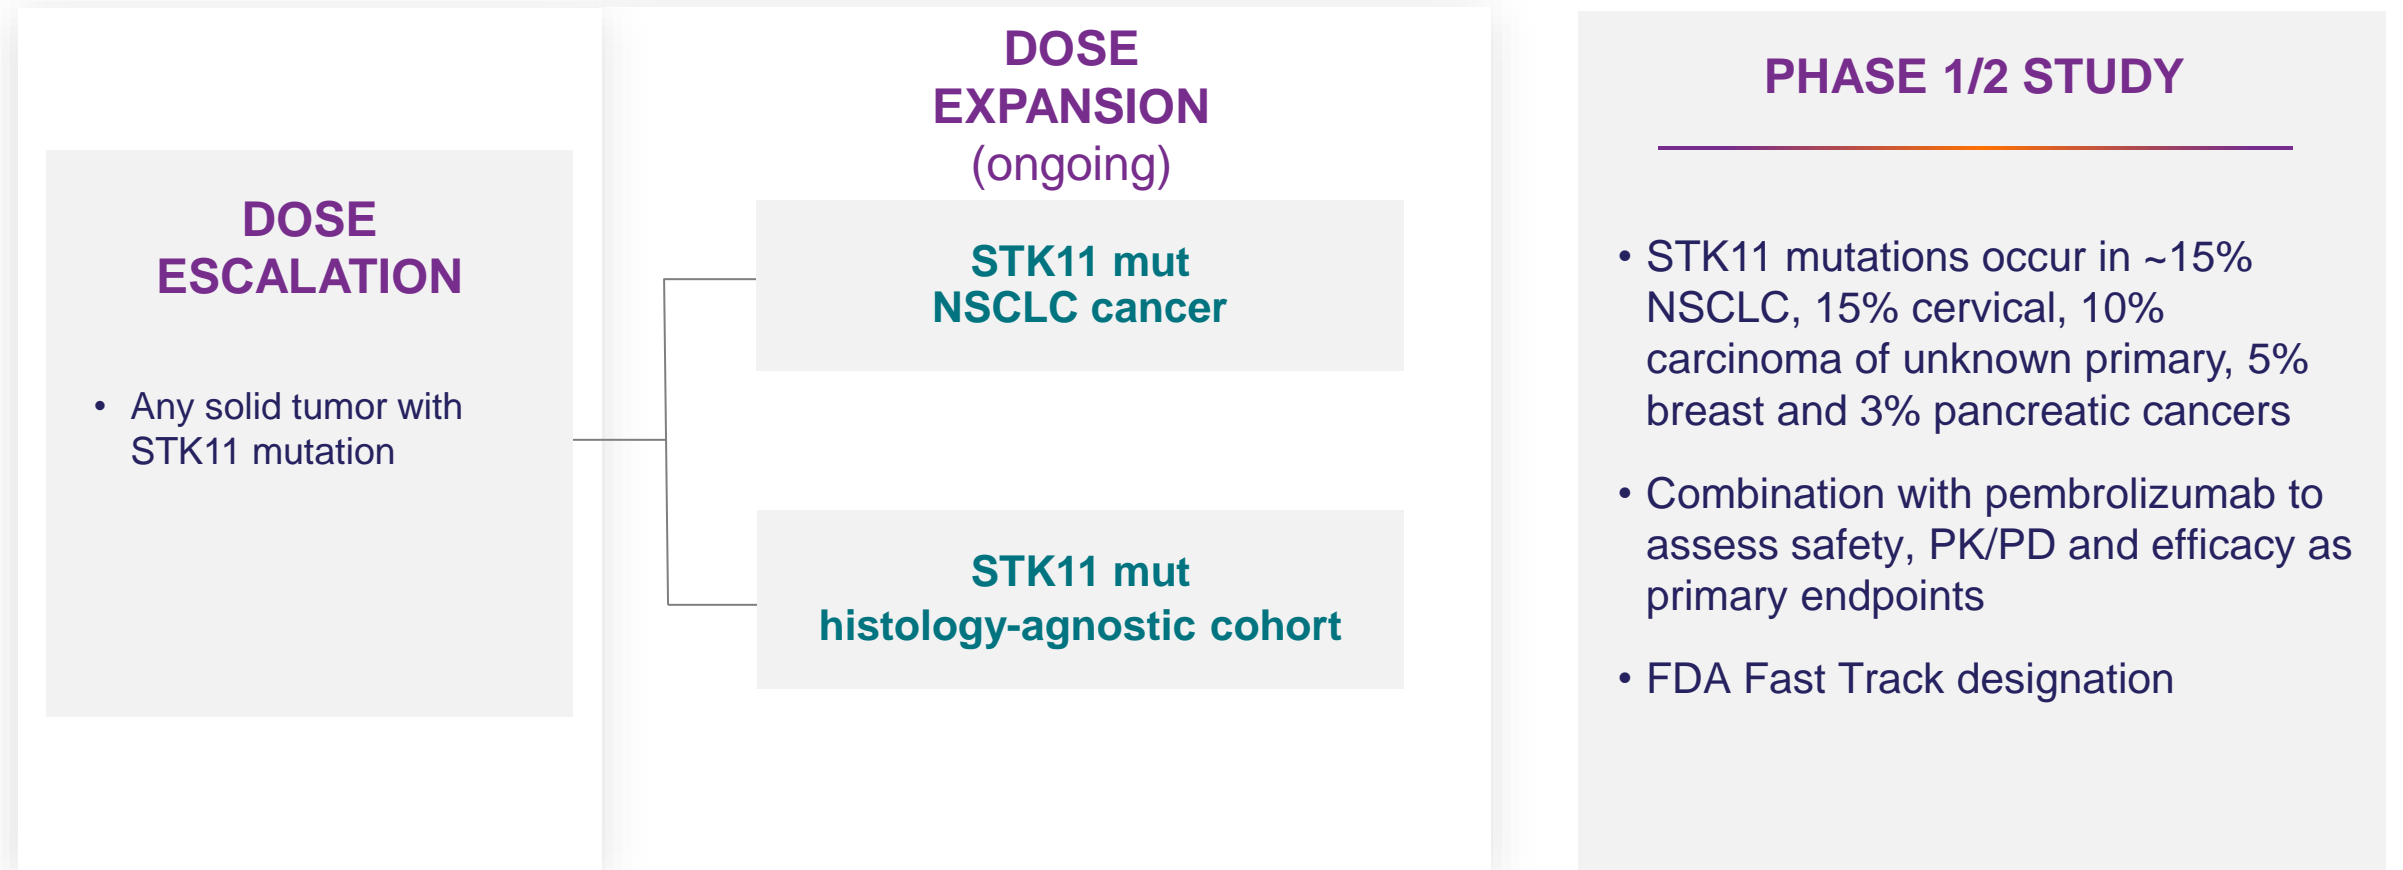 DOSE
ESCALATION
• Any solid tumor with
STK11 mutation
DOSE
EXPANSION
(ongoing)
STK11 mut
NSCLC cancer
STK11 mut
histology-agnostic cohort
PHASE 1/2 STUDY
• STK11 mutations occur in ~15%
NSCLC, 15% cervical, 10%
carcinoma of unknown primary, 5%
breast and 3% pancreatic cancers
• Combination with pembrolizumab to
assess safety, PK/PD and efficacy as
primary endpoints
• FDA Fast Track designation